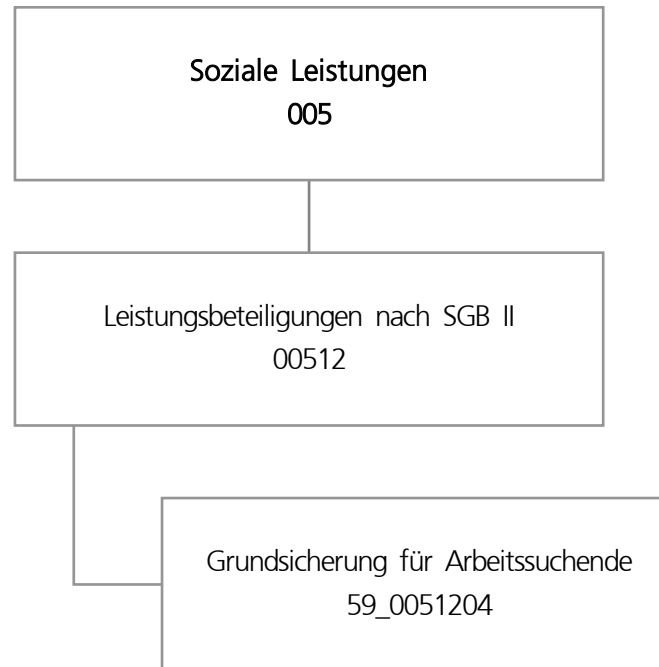 Soziale Leistungen
005
Leistungsbeteiligungen nach SGB II
00512
Grundsicherung für Arbeitssuchende
59_0051204